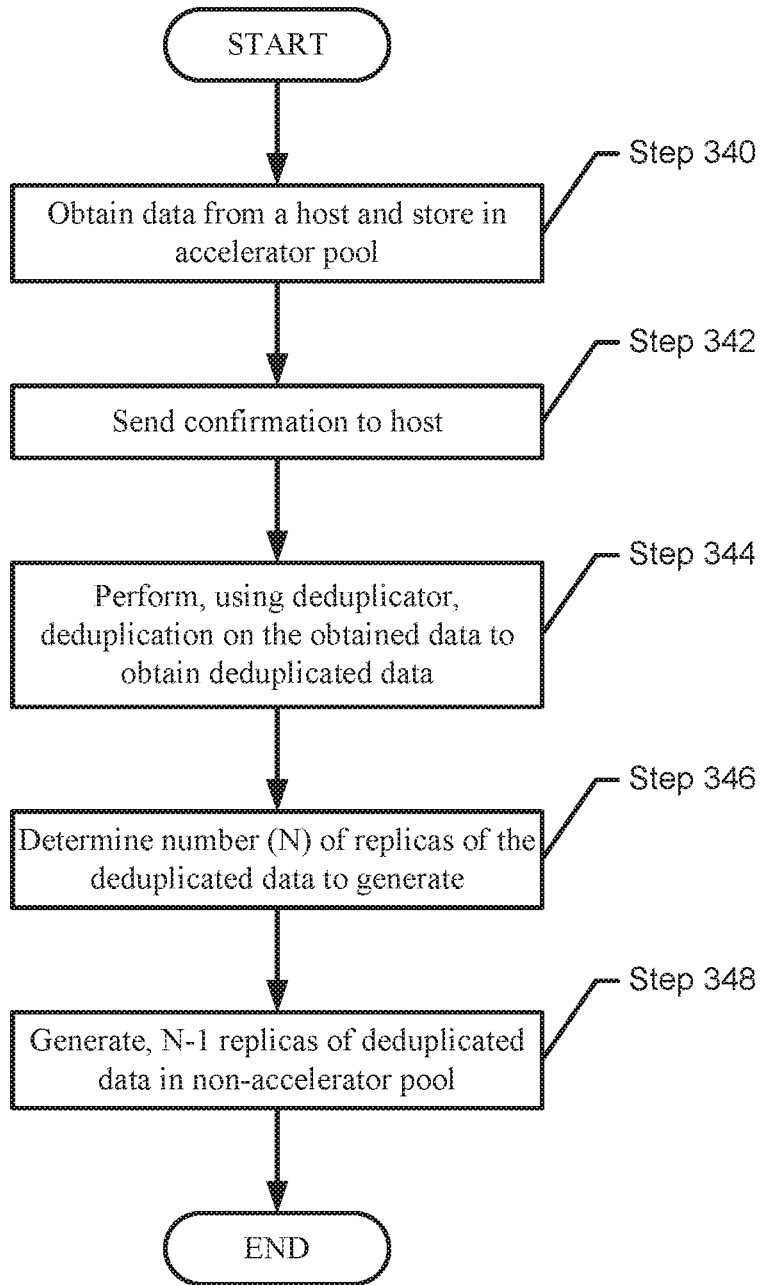 START
Step 340
Obtain data from a host and store in
accelerator pool
Step 342
Send confirmation to host
Step 344
Perform, using deduplicator,
deduplication on the obtained data to
obtain deduplicated data
Step 346
Determine number (N) of replicas of the
deduplicated data to generate
Step 348
Generate, N-1 replicas of deduplicated
data in non-accelerator pool
END